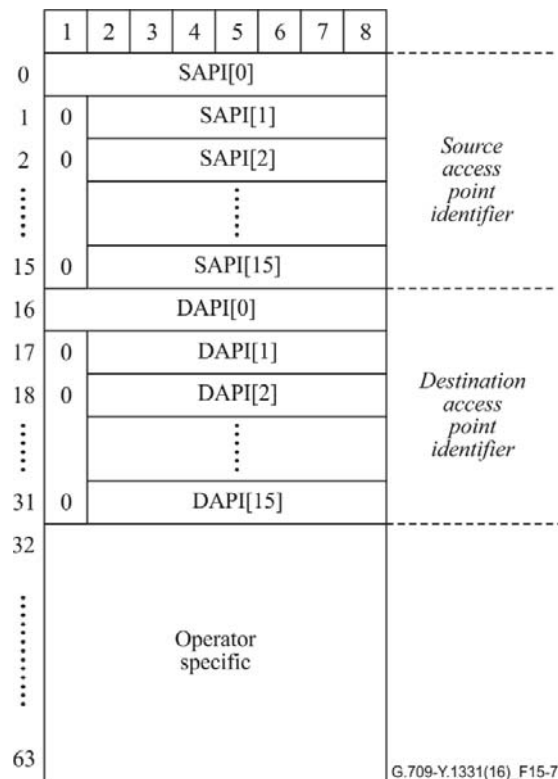 1 2 3 4 5 6 7 8
0 SAPI[0]
1 0 SAPI[1]
2 0 SAPI[2]
15 0 SAPI[15]
Source
access
point
identifier
16 DAPI[0]
17 0 DAPI[1]
18 0 DAPI[2]
31 0 DAPI[15]
Destination
access
point
identifier
32
Operator
specific
63
G.709-Y.1331(16)_F15-7